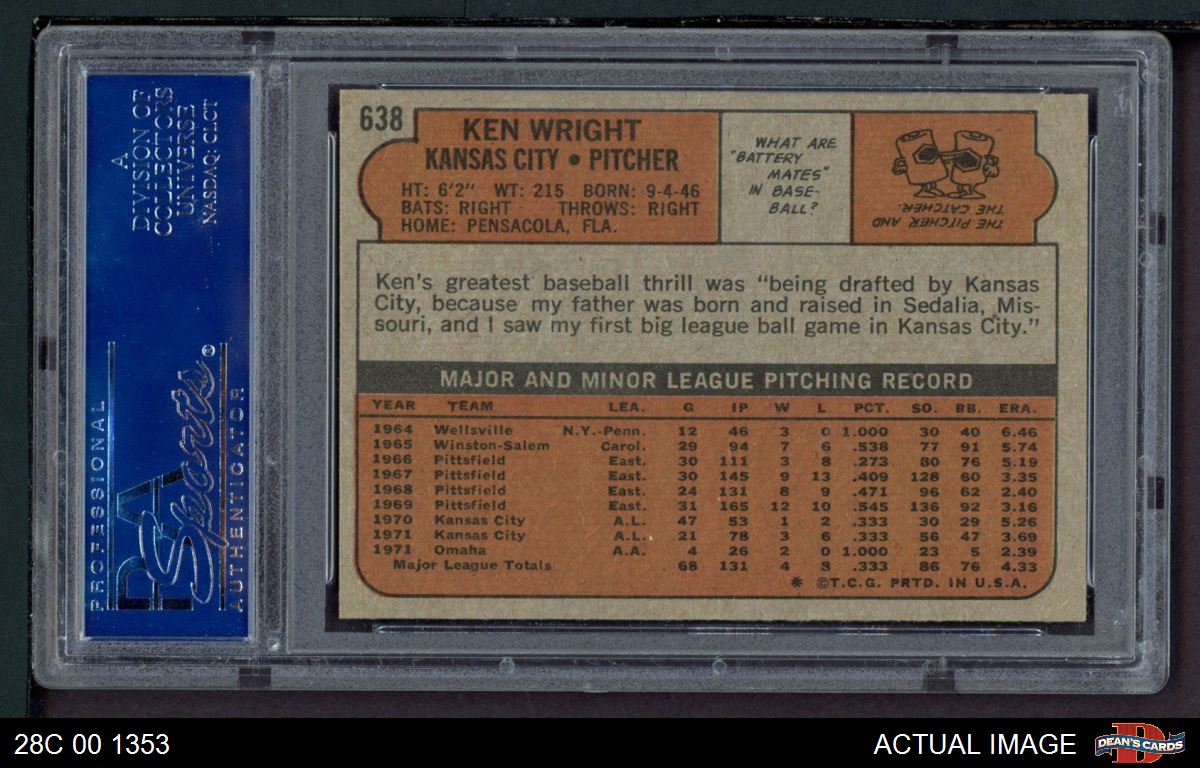 A
DIVISION OF
COLLECTORS
UNIVERSE
NASDAQ: CLCT
PROFESSIONAL
PSA
Sports®
AUTHENTICATOR
638
KEN WRIGHT
KANSAS CITY • PITCHER
HT: 6'2" WT: 215 BORN: 9-4-46
BATS: RIGHT THROWS: RIGHT
HOME: PENSACOLA, FLA.
WHAT ARE
"BATTERY
MATES"
IN BASE-
BALL?
THE PITCHER AND
THE CATCHER.
Ken's greatest baseball thrill was "being drafted by Kansas
City, because my father was born and raised in Sedalia, Mis-
souri, and I saw my first big league ball game in Kansas City."
MAJOR AND MINOR LEAGUE PITCHING RECORD
YEAR TEAM LEA. G IP W L PCT. SO. BB. ERA.
1964 Wellsville N.Y.-Penn. 12 46 3 0 1.000 30 40 6.46
1965 Winston-Salem Carol. 29 94 7 6 .538 77 91 5.74
1966 Pittsfield East. 30 111 3 8 .273 80 76 5.19
1967 Pittsfield East. 30 145 9 13 .409 128 60 3.35
1968 Pittsfield East. 24 131 8 9 .471 96 62 2.40
1969 Pittsfield East. 31 165 12 10 .545 136 92 3.16
1970 Kansas City A.L. 47 53 1 2 .333 30 29 5.26
1971 Kansas City A.L. 21 78 3 6 .333 56 47 3.69
1971 Omaha A.A. 4 26 2 0 1.000 23 5 2.39
Major League Totals 68 131 4 8 .333 86 76 4.33
* ©T.C.G. PRTD. IN U.S.A.
28C 00 1353
ACTUAL IMAGE
D
DEAN'S CARDS